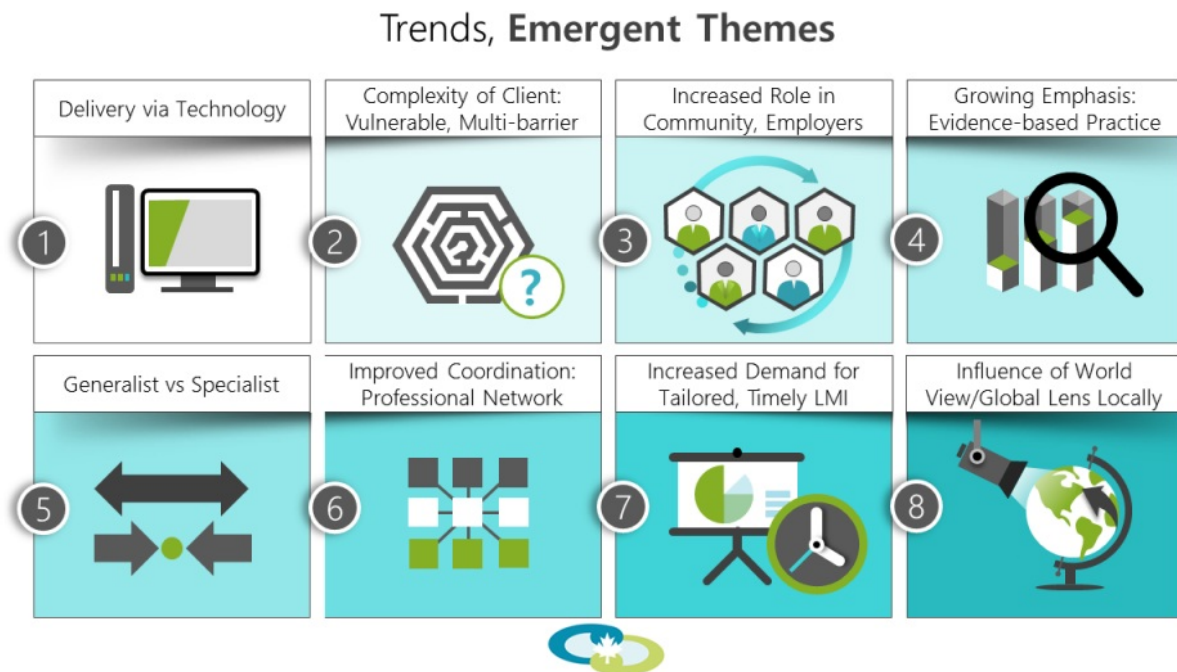 Trends, Emergent Themes
Delivery via Technology
1
Complexity of Client:
Vulnerable, Multi-barrier
2
?
Increased Role in
Community, Employers
3
Growing Emphasis:
Evidence-based Practice
4
Generalist vs Specialist
5
Improved Coordination:
Professional Network
6
Increased Demand for
Tailored, Timely LMI
7
Influence of World
View/Global Lens Locally
8